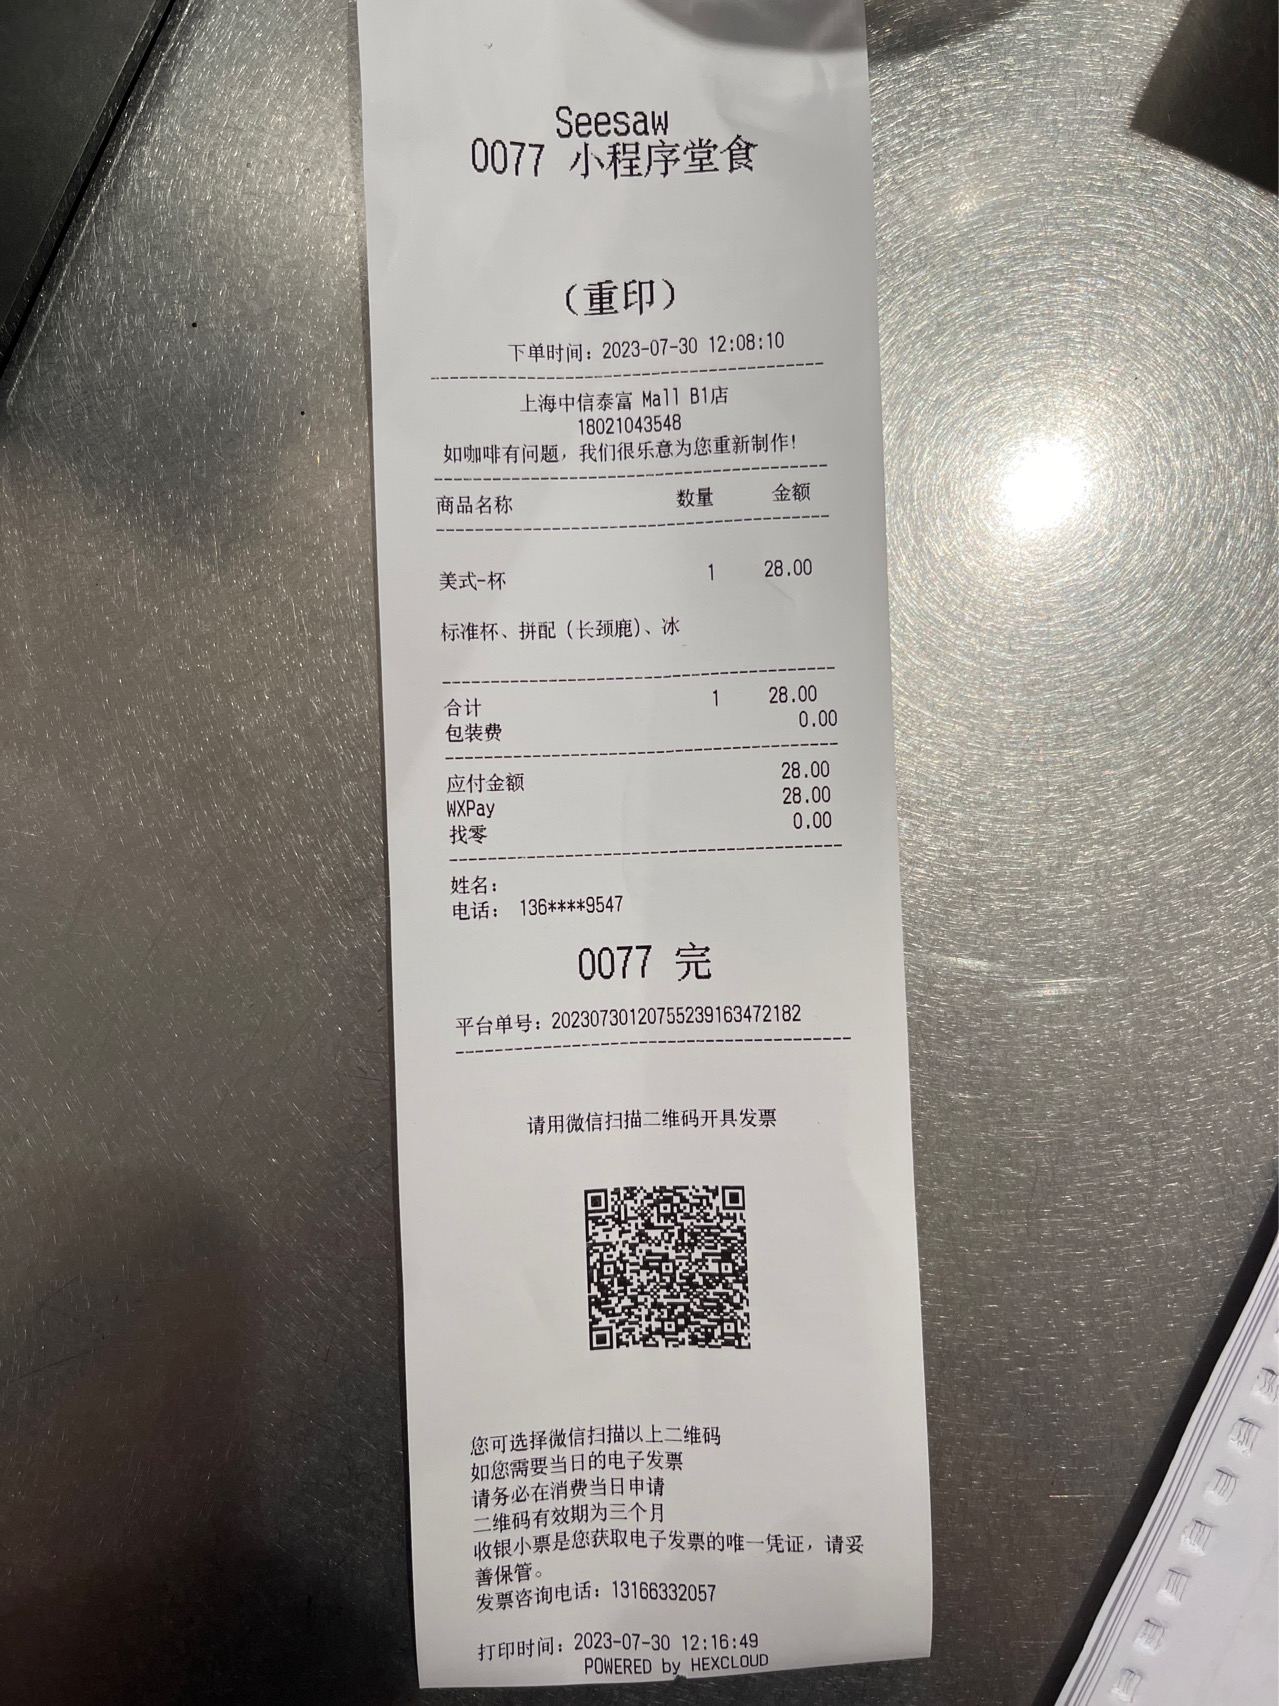 Seesaw
0077 小程序堂食
（重印）
下单时间：2023-07-30 12:08:10
上海中信泰富 Mall B1店
18021043548
如咖啡有问题，我们很乐意为您重新制作！
商品名称 数量 金额
美式-杯 1 28.00
标准杯、拼配（长颈鹿）、冰
合计 1 28.00
包装费 0.00
应付金额 28.00
WXPay 28.00
找零 0.00
姓名：
电话： 136****9547
0077 完
平台单号：20230730120755239163472182
请用微信扫描二维码开具发票
您可选择微信扫描以上二维码
如您需要当日的电子发票
请务必在消费当日申请
二维码有效期为三个月
收银小票是您获取电子发票的唯一凭证，请妥
善保管。
发票咨询电话：13166332057
打印时间：2023-07-30 12:16:49
POWERED by HEXCLOUD